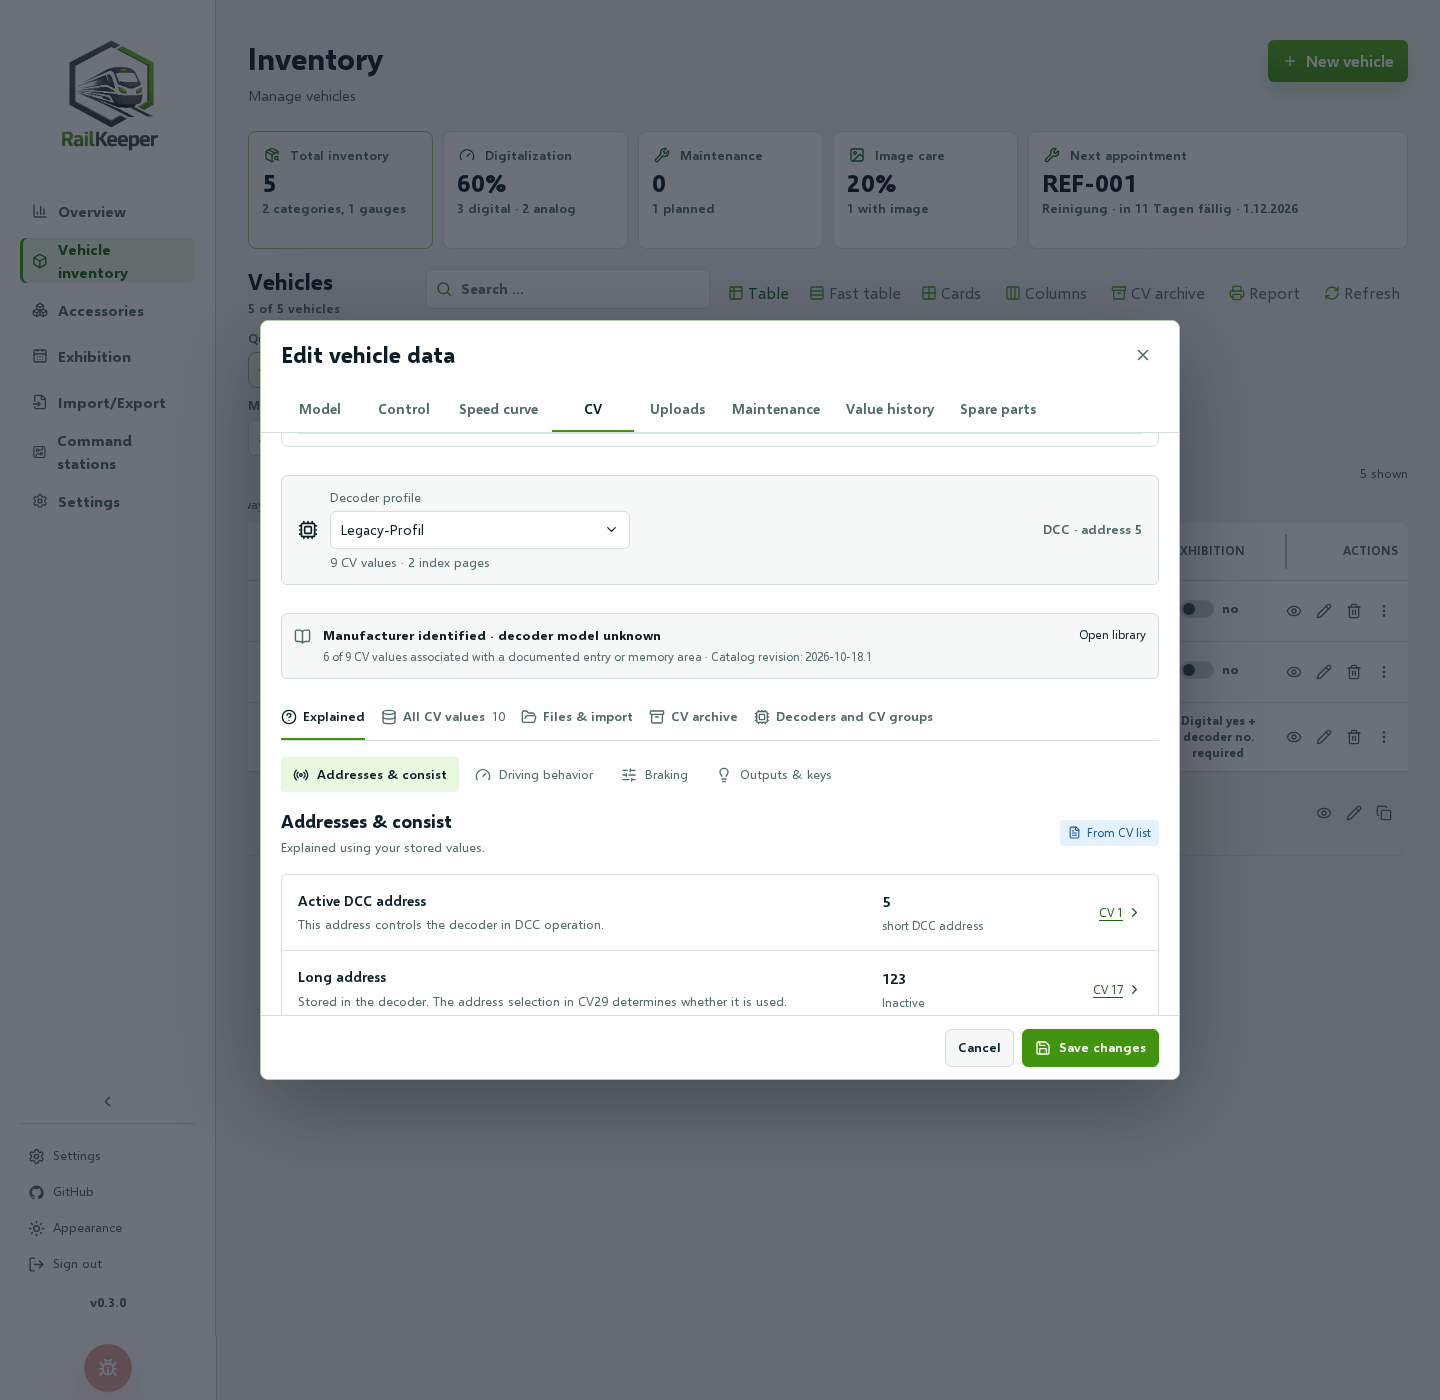 RailKeeper
Overview
Vehicle
inventory
Accessories
Exhibition
Import/Export
Command
stations
Settings
Settings
GitHub
Appearance
Sign out
v0.3.0
Inventory
Manage vehicles
New vehicle
Total inventory
5
2 categories, 1 gauges
Digitalization
60%
3 digital · 2 analog
Maintenance
0
1 planned
Image care
20%
1 with image
Next appointment
REF-001
Reinigung · in 11 Tagen fällig · 1.12.2026
Vehicles
5 of 5 vehicles
Search ...
Table
Fast table
Cards
Columns
CV archive
Report
Refresh
5 shown
ACTIONS
no
no
Digital yes +
decoder no.
required
Edit vehicle data
Model
Control
Speed curve
CV
Uploads
Maintenance
Value history
Spare parts
Decoder profile
Legacy-Profil
9 CV values · 2 index pages
DCC · address 5
Manufacturer identified · decoder model unknown
6 of 9 CV values associated with a documented entry or memory area · Catalog revision: 2026-10-18.1
Open library
Explained
All CV values 10
Files & import
CV archive
Decoders and CV groups
Addresses & consist
Driving behavior
Braking
Outputs & keys
Addresses & consist
Explained using your stored values.
From CV list
Active DCC address
This address controls the decoder in DCC operation.
5
short DCC address
CV 1
Long address
Stored in the decoder. The address selection in CV29 determines whether it is used.
123
Inactive
CV 17
Cancel
Save changes